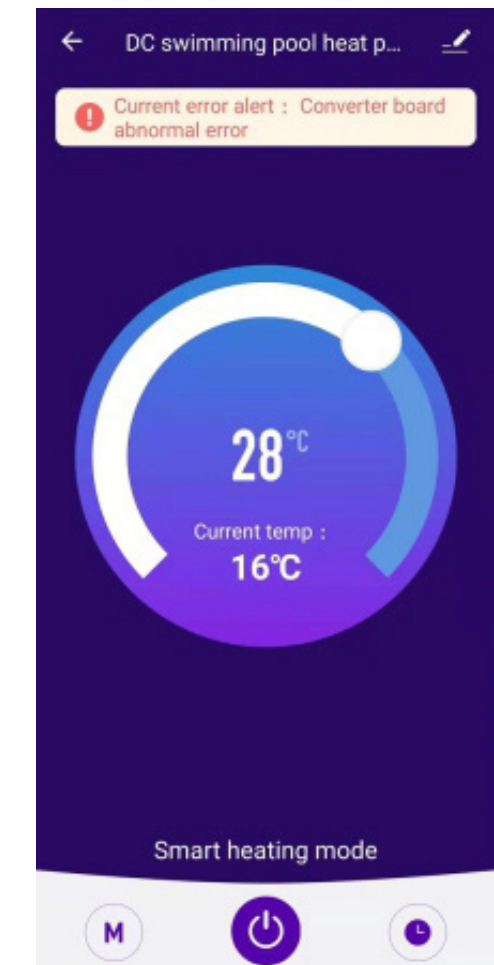 DC swimming pool heat p...
Current error alert： Converter board
abnormal error
28°C
Current temp：
16°C
Smart heating mode
M